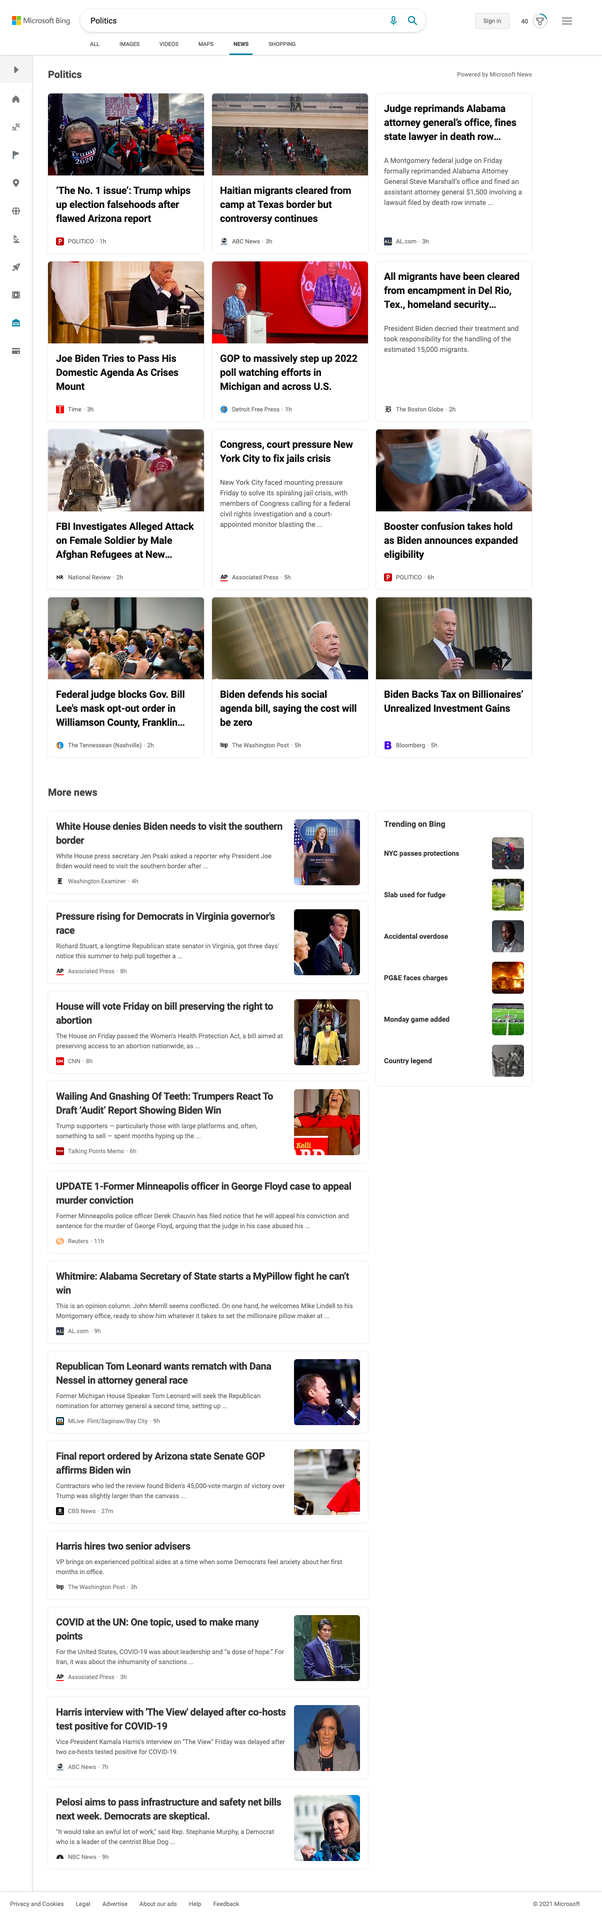 Microsoft Bing
Politics
Sign in
40
ALL IMAGES VIDEOS MAPS NEWS SHOPPING
Politics
Powered by Microsoft News
'The No. 1 issue': Trump whips
up election falsehoods after
flawed Arizona report
POLITICO · 1h
Haitian migrants cleared from
camp at Texas border but
controversy continues
ABC News · 3h
Judge reprimands Alabama
attorney general's office, fines
state lawyer in death row...
A Montgomery federal judge on Friday
formally reprimanded Alabama Attorney
General Steve Marshall's office and fined an
assistant attorney general $1,500 involving a
lawsuit filed by death row inmate ...
AL.com · 3h
Joe Biden Tries to Pass His
Domestic Agenda As Crises
Mount
Time · 3h
GOP to massively step up 2022
poll watching efforts in
Michigan and across U.S.
Detroit Free Press · 1h
All migrants have been cleared
from encampment in Del Rio,
Tex., homeland security...
President Biden decried their treatment and
took responsibility for the handling of the
estimated 15,000 migrants.
The Boston Globe · 2h
FBI Investigates Alleged Attack
on Female Soldier by Male
Afghan Refugees at New...
National Review · 2h
Congress, court pressure New
York City to fix jails crisis
New York City faced mounting pressure
Friday to solve its spiraling jail crisis, with
members of Congress calling for a federal
civil rights investigation and a court-
appointed monitor blasting the ...
Associated Press · 5h
Booster confusion takes hold
as Biden announces expanded
eligibility
POLITICO · 6h
Federal judge blocks Gov. Bill
Lee's mask opt-out order in
Williamson County, Franklin...
The Tennessean (Nashville) · 2h
Biden defends his social
agenda bill, saying the cost will
be zero
The Washington Post · 5h
Biden Backs Tax on Billionaires'
Unrealized Investment Gains
Bloomberg · 5h
More news
White House denies Biden needs to visit the southern
border
White House press secretary Jen Psaki asked a reporter why President Joe
Biden would need to visit the southern border after ...
Washington Examiner · 4h
Pressure rising for Democrats in Virginia governor's
race
Richard Stuart, a longtime Republican state senator in Virginia, got three days'
notice this summer to help pull together a ...
Associated Press · 8h
House will vote Friday on bill preserving the right to
abortion
The House on Friday passed the Women's Health Protection Act, a bill aimed at
preserving access to an abortion nationwide, as ...
CNN · 8h
Wailing And Gnashing Of Teeth: Trumpers React To
Draft 'Audit' Report Showing Biden Win
Trump supporters — particularly those with large platforms and, often,
something to sell — spent months hyping up the ...
Talking Points Memo · 6h
UPDATE 1-Former Minneapolis officer in George Floyd case to appeal
murder conviction
Former Minneapolis police officer Derek Chauvin has filed notice that he will appeal his conviction and
sentence for the murder of George Floyd, arguing that the judge in his case abused his ...
Reuters · 11h
Whitmire: Alabama Secretary of State starts a MyPillow fight he can't
win
This is an opinion column. John Merrill seems conflicted. On one hand, he welcomes Mike Lindell to his
Montgomery office, ready to show him whatever it takes to set the millionaire pillow maker at ...
AL.com · 9h
Republican Tom Leonard wants rematch with Dana
Nessel in attorney general race
Former Michigan House Speaker Tom Leonard will seek the Republican
nomination for attorney general a second time, setting up ...
MLive- Flint/Saginaw/Bay City · 9h
Final report ordered by Arizona state Senate GOP
affirms Biden win
Contractors who led the review found Biden's 45,000-vote margin of victory over
Trump was slightly larger than the canvass ...
CBS News · 27m
Harris hires two senior advisers
VP brings on experienced political aides at a time when some Democrats feel anxiety about her first
months in office.
The Washington Post · 3h
COVID at the UN: One topic, used to make many
points
For the United States, COVID-19 was about leadership and "a dose of hope." For
Iran, it was about the inhumanity of sanctions ...
Associated Press · 3h
Harris interview with 'The View' delayed after co-hosts
test positive for COVID-19
Vice President Kamala Harris's interview on "The View" Friday was delayed after
two co-hosts tested positive for COVID-19.
ABC News · 7h
Pelosi aims to pass infrastructure and safety net bills
next week. Democrats are skeptical.
"It would take an awful lot of work," said Rep. Stephanie Murphy, a Democrat
who is a leader of the centrist Blue Dog ...
NBC News · 9h
Trending on Bing
NYC passes protections
Slab used for fudge
Accidental overdose
PG&E faces charges
Monday game added
Country legend
Privacy and Cookies Legal Advertise About our ads Help Feedback
© 2021 Microsoft